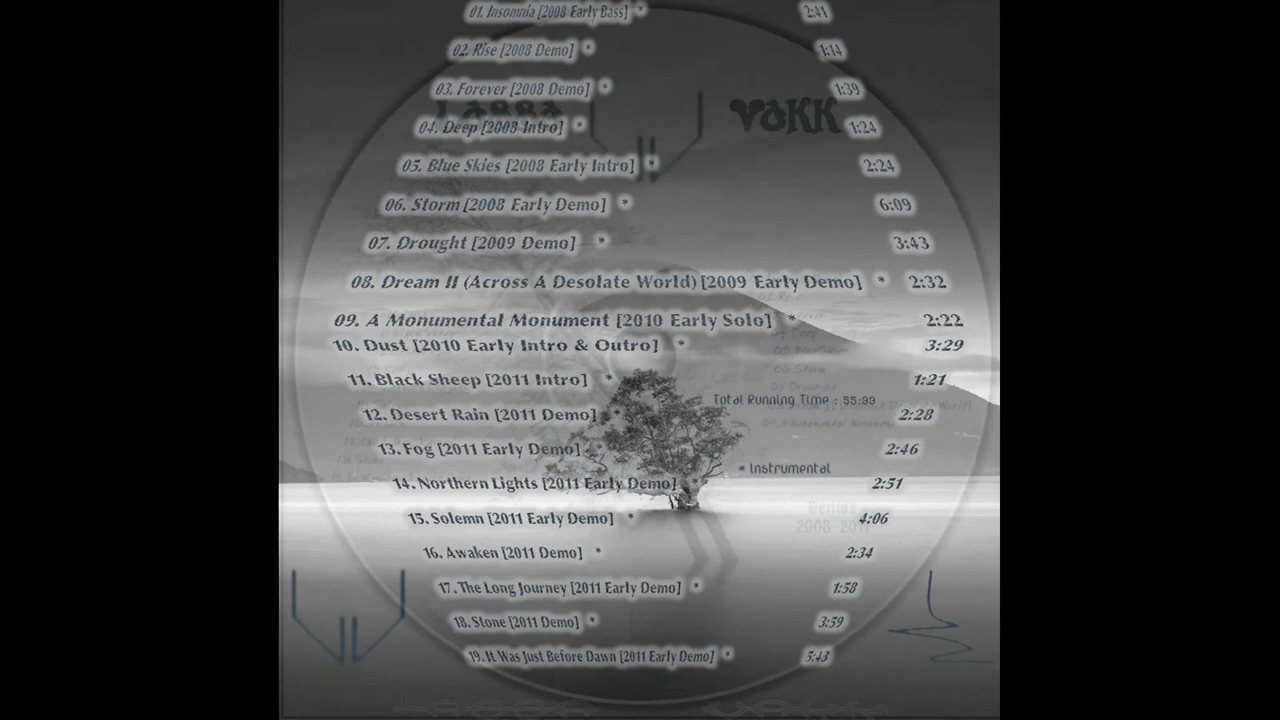 01. Insomnia [2008 Early Bass] * 2:41
02. Rise [2008 Demo] * 1:14
03. Forever [2008 Demo] * 1:39
VAKK
04. Deep [2008 Intro] * 1:24
05. Blue Skies [2008 Early Intro] * 2:24
06. Storm [2008 Early Demo] * 6:09
07. Drought [2009 Demo] * 3:43
08. Dream II (Across A Desolate World) [2009 Early Demo] * 2:32
09. A Monumental Monument [2010 Early Solo] * 2:22
10. Dust [2010 Early Intro & Outro] * 3:29
11. Black Sheep [2011 Intro] * 1:21
Total Running Time : 55:33
12. Desert Rain [2011 Demo] * 2:28
13. Fog [2011 Early Demo] 2:46
* Instrumental
14. Northern Lights [2011 Early Demo] * 2:51
Demos
2008 2011
15. Solemn [2011 Early Demo] * 4:06
16. Awaken [2011 Demo] * 2:34
17. The Long Journey [2011 Early Demo] * 1:58
18. Stone [2011 Demo] * 3:59
19. It Was Just Before Dawn [2011 Early Demo] * 5:43